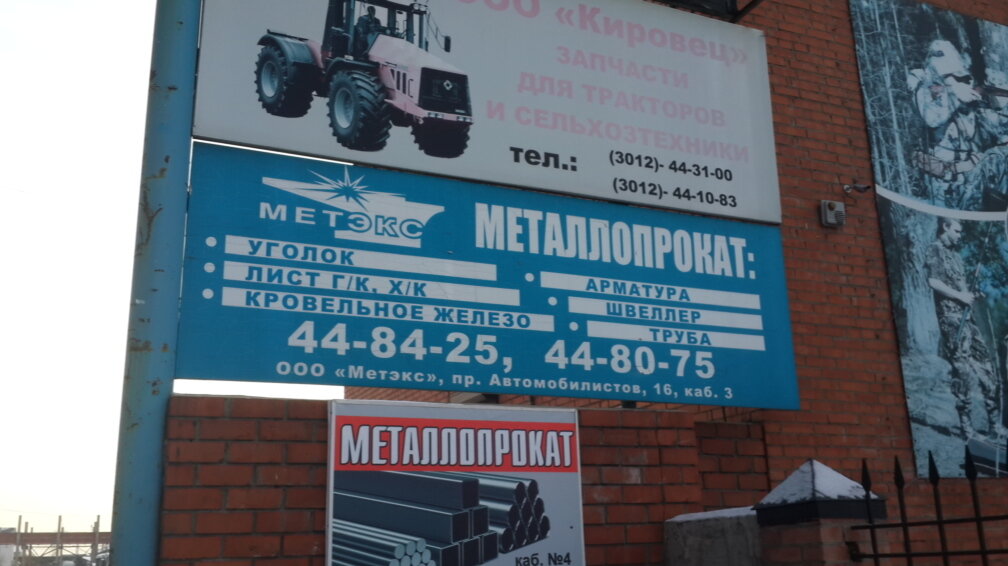 ООО «Кировец»
ЗАПЧАСТИ
ДЛЯ ТРАКТОРОВ
И СЕЛЬХОЗТЕХНИКИ
тел.: (3012)- 44-31-00
(3012)- 44-10-83
МЕТЭКС
МЕТАЛЛОПРОКАТ:
УГОЛОК
ЛИСТ Г/К, Х/К
КРОВЕЛЬНОЕ ЖЕЛЕЗО
АРМАТУРА
ШВЕЛЛЕР
ТРУБА
44-84-25, 44-80-75
ООО «Метэкс», пр. Автомобилистов, 16, каб. 3
МЕТАЛЛОПРОКАТ
каб. №4